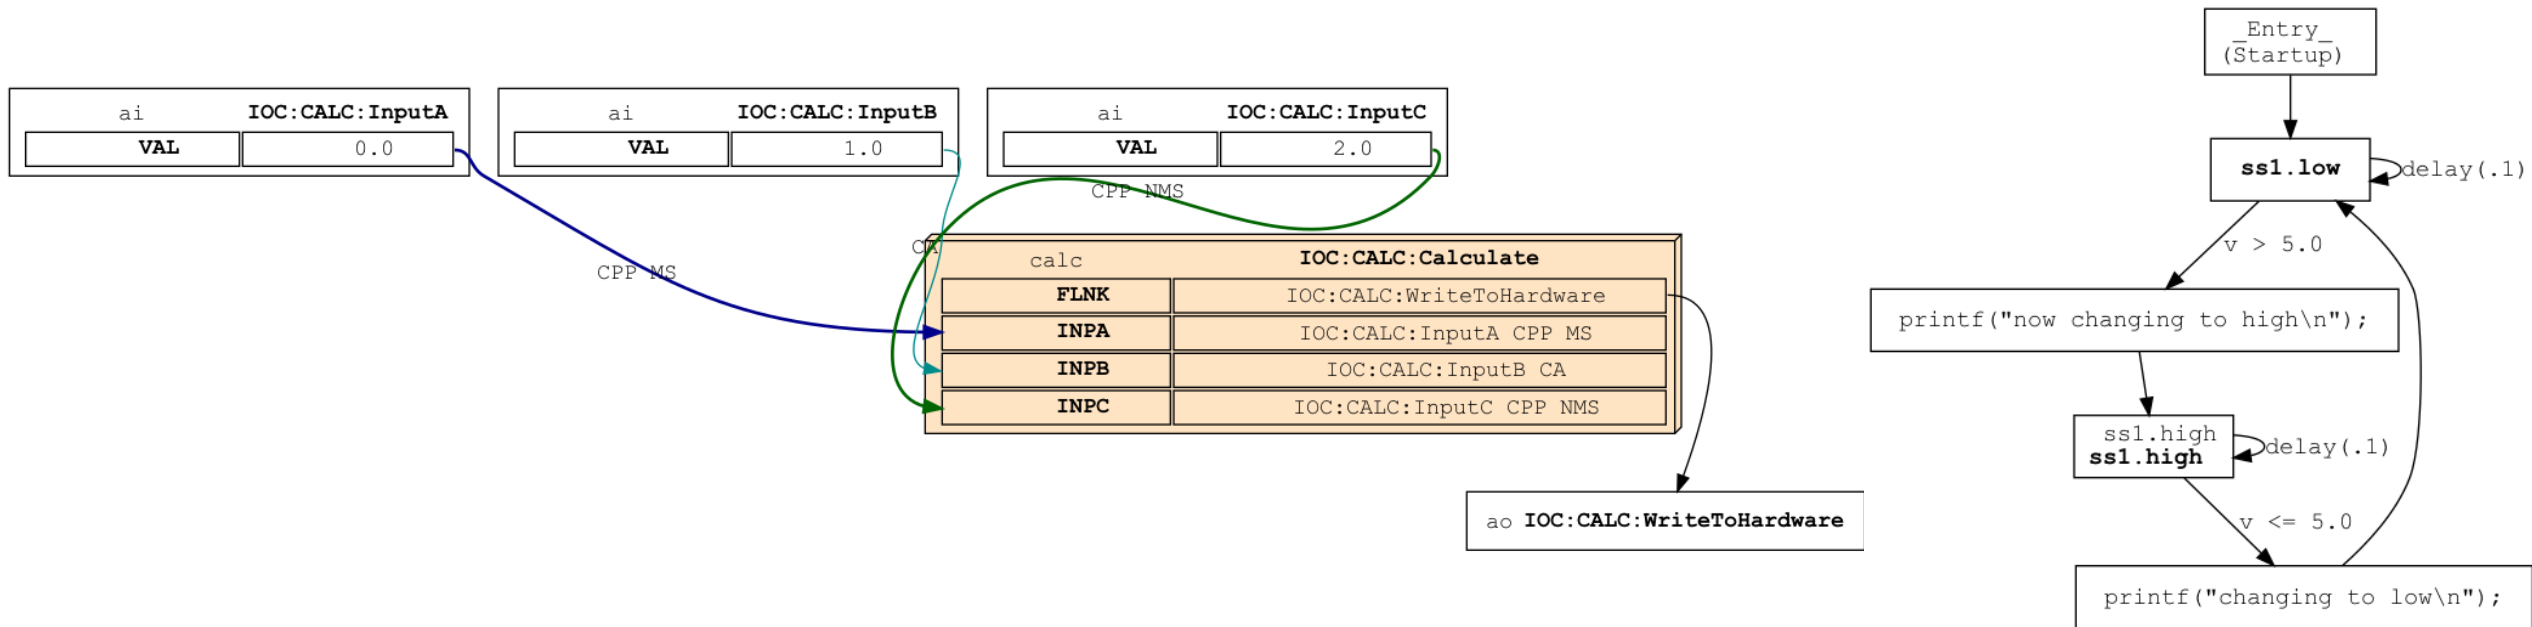 ai IOC:CALC:InputA
VAL 0.0
ai IOC:CALC:InputB
VAL 1.0
ai IOC:CALC:InputC
VAL 2.0
CPP MS
CA
CPP NMS
calc IOC:CALC:Calculate
FLNK IOC:CALC:WriteToHardware
INPA IOC:CALC:InputA CPP MS
INPB IOC:CALC:InputB CA
INPC IOC:CALC:InputC CPP NMS
ao IOC:CALC:WriteToHardware
_Entry_
(Startup)
ss1.low
delay(.1)
v > 5.0
printf("now changing to high\n");
ss1.high
ss1.high
delay(.1)
v <= 5.0
printf("changing to low\n");